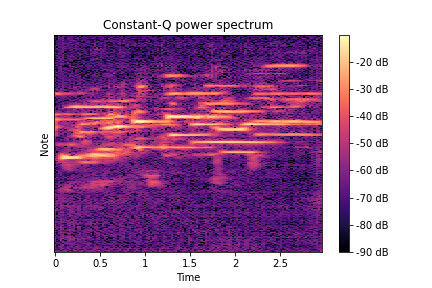 Constant-Q power spectrum
Note
-20 dB
-30 dB
-40 dB
-50 dB
-60 dB
-70 dB
-80 dB
-90 dB
0 0.5 1 1.5 2 2.5
Time